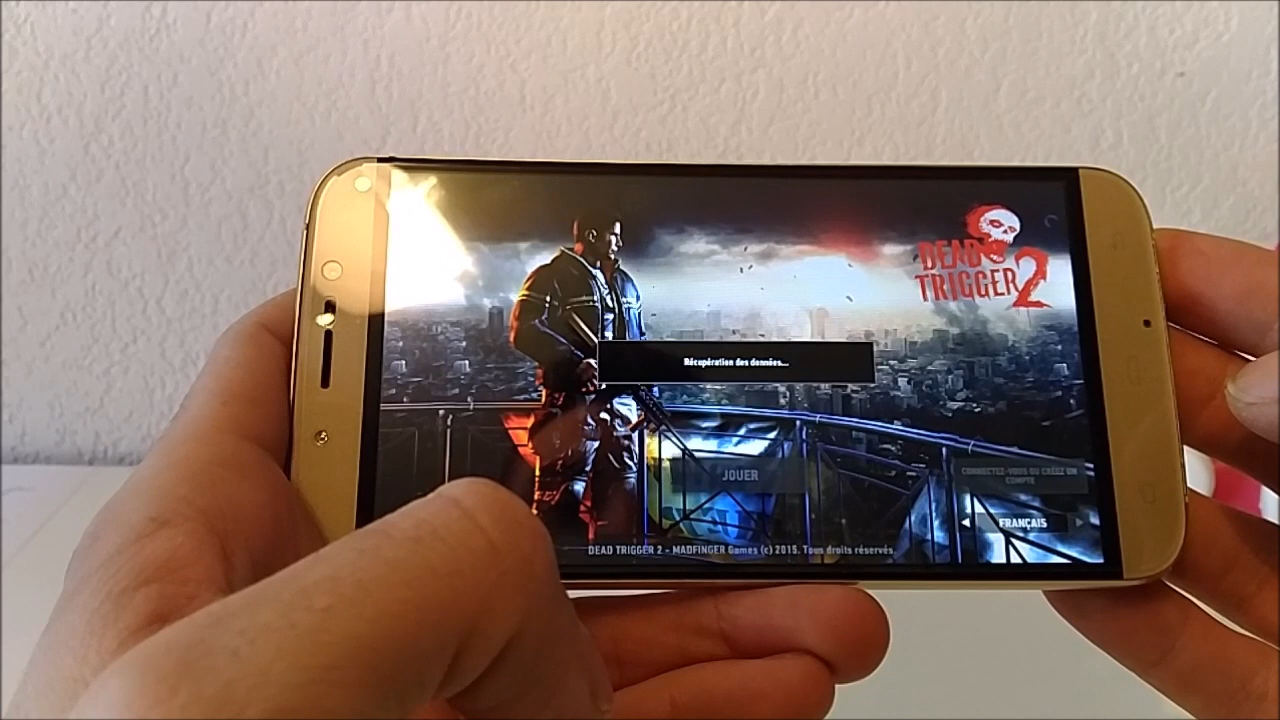 DEAD
TRIGGER 2
Récupération des données...
JOUER
CONNECTEZ-VOUS OU CRÉEZ UN
COMPTE
FRANÇAIS
DEAD TRIGGER 2 - MADFINGER Games (c) 2015. Tous droits réservés.